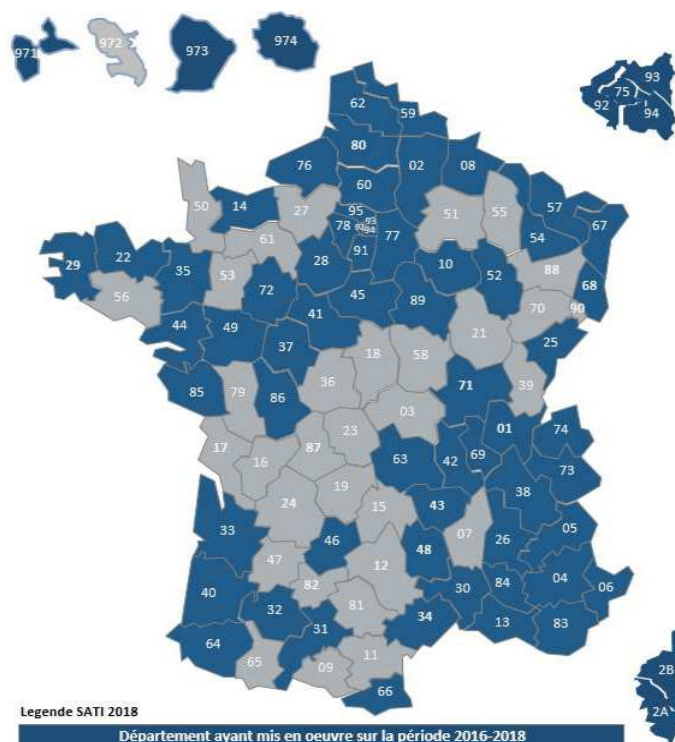 971 972 973 974
93
75
92 94
62 59
80
76 02 08
60
50 14 27 95 51 55 57 67
78 93 77 54
92 94
61 91
29 22 35 53 28 10 52 88 68
56 72 45 89 70 90
41
44 49 21 25
37 18 58
85 79 86 36 71 39
03 01
17 16 87 23 63 42 69 74
73
19 38
24 15 43
33 46 07 26 05
47 48
12
40 82 04 06
32 81 34 30 84
64 31 13 83
65 09 11
66 2B
2A
Legende SATI 2018
Département ayant mis en oeuvre sur la période 2016-2018